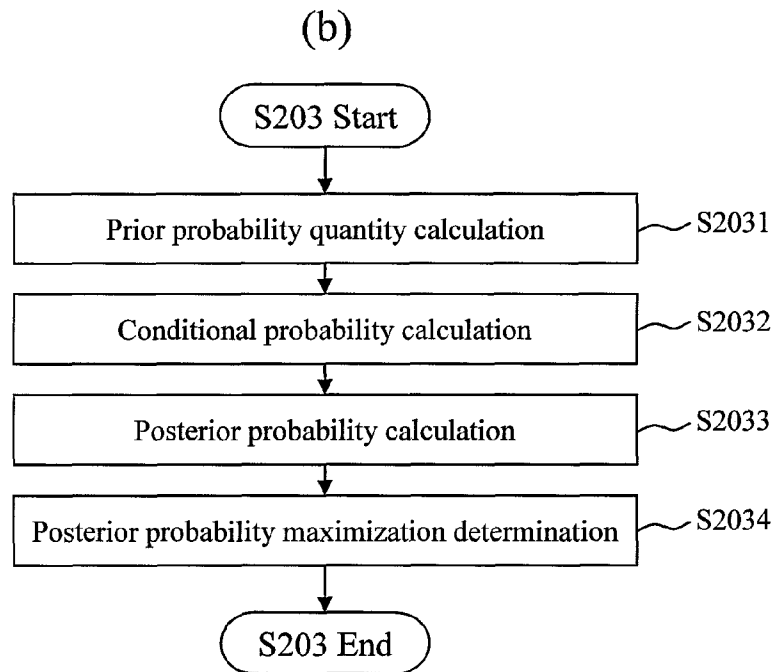 (b)
S203 Start
Prior probability quantity calculation
S2031
Conditional probability calculation
S2032
Posterior probability calculation
S2033
Posterior probability maximization determination
S2034
S203 End